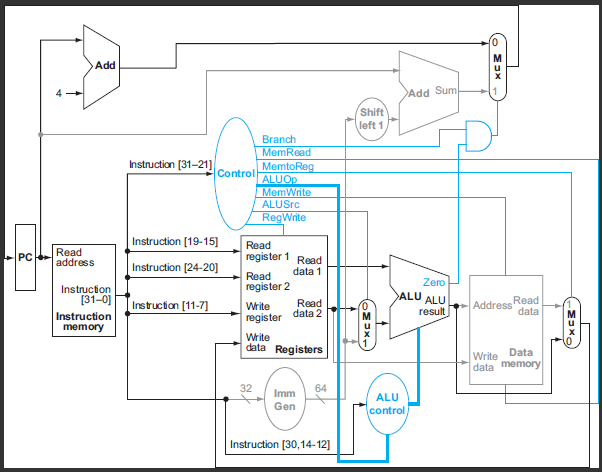 Add
4
0
M
u
x
1
Add
Sum
Shift
left 1
Branch
MemRead
MemtoReg
ALUOp
MemWrite
ALUSrc
RegWrite
Control
Instruction [31–21]
PC
Read
address
Instruction
[31–0]
Instruction
memory
Instruction [19-15]
Instruction [24-20]
Instruction [11-7]
Read
register 1
Read
register 2
Write
register
Write
data
Read
data 1
Read
data 2
Registers
0
M
u
x
1
Zero
ALU
ALU
result
Address
Read
data
Write
data
Data
memory
1
M
u
x
0
32
Imm
Gen
64
ALU
control
Instruction [30,14-12]